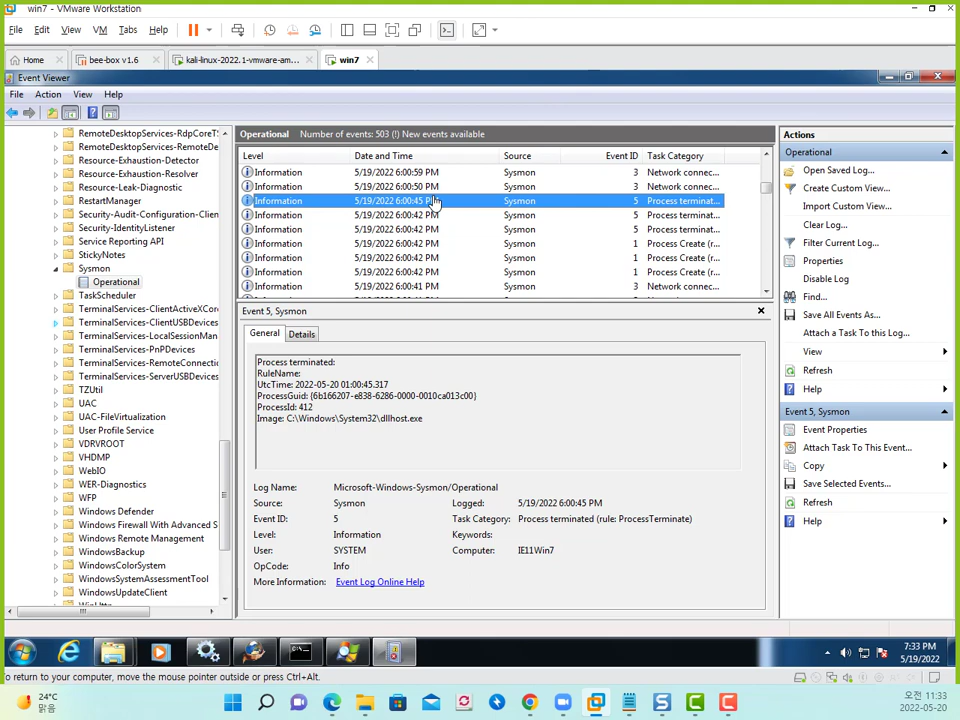 win7 - VMware Workstation
File Edit View VM Tabs Help
Home bee-box v1.6 kali-linux-2022.1-vmware-am... win7
Event Viewer
File Action View Help
RemoteDesktopServices-RdpCoreT
RemoteDesktopServices-RemoteDe
Resource-Exhaustion-Detector
Resource-Exhaustion-Resolver
Resource-Leak-Diagnostic
RestartManager
Security-Audit-Configuration-Client
Security-IdentityListener
Service Reporting API
StickyNotes
Sysmon
Operational
TaskScheduler
TerminalServices-ClientActiveXCore
TerminalServices-ClientUSBDevices
TerminalServices-LocalSessionMan
TerminalServices-PnPDevices
TerminalServices-RemoteConnectio
TerminalServices-ServerUSBDevices
TZUtil
UAC
UAC-FileVirtualization
User Profile Service
VDRVROOT
VHDMP
WebIO
WER-Diagnostics
WFP
Windows Defender
Windows Firewall With Advanced S
Windows Remote Management
WindowsBackup
WindowsColorSystem
WindowsSystemAssessmentTool
WindowsUpdateClient
Operational Number of events: 503 (!) New events available
Level Date and Time Source Event ID Task Category
Information 5/19/2022 6:00:59 PM Sysmon 3 Network connec...
Information 5/19/2022 6:00:50 PM Sysmon 3 Network connec...
Information 5/19/2022 6:00:45 PM Sysmon 5 Process terminat...
Information 5/19/2022 6:00:42 PM Sysmon 5 Process terminat...
Information 5/19/2022 6:00:42 PM Sysmon 5 Process terminat...
Information 5/19/2022 6:00:42 PM Sysmon 1 Process Create (r...
Information 5/19/2022 6:00:42 PM Sysmon 1 Process Create (r...
Information 5/19/2022 6:00:42 PM Sysmon 1 Process Create (r...
Information 5/19/2022 6:00:41 PM Sysmon 3 Network connec...
Event 5, Sysmon
General Details
Process terminated:
RuleName:
UtcTime: 2022-05-20 01:00:45.317
ProcessGuid: {6b166207-e838-6286-0000-0010ca013c00}
ProcessId: 412
Image: C:\Windows\System32\dllhost.exe
Log Name: Microsoft-Windows-Sysmon/Operational
Source: Sysmon Logged: 5/19/2022 6:00:45 PM
Event ID: 5 Task Category: Process terminated (rule: ProcessTerminate)
Level: Information Keywords:
User: SYSTEM Computer: IE11Win7
OpCode: Info
More Information: Event Log Online Help
Actions
Operational
Open Saved Log...
Create Custom View...
Import Custom View...
Clear Log...
Filter Current Log...
Properties
Disable Log
Find...
Save All Events As...
Attach a Task To this Log...
View
Refresh
Help
Event 5, Sysmon
Event Properties
Attach Task To This Event...
Copy
Save Selected Events...
Refresh
Help
7:33 PM
5/19/2022
To return to your computer, move the mouse pointer outside or press Ctrl+Alt.
24°C
맑음
오전 11:33
2022-05-20